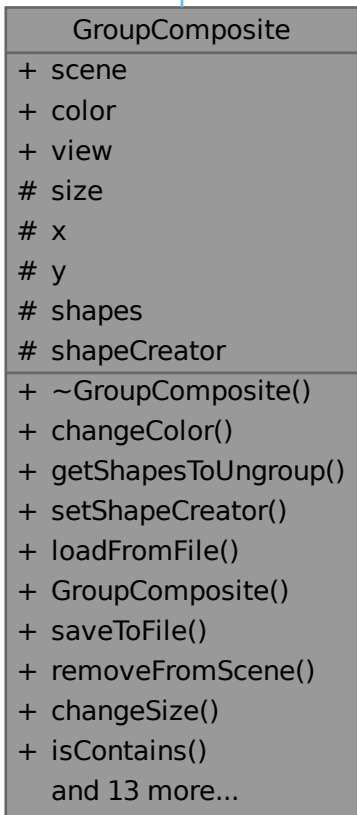 GroupComposite
+ scene
+ color
+ view
# size
# x
# y
# shapes
# shapeCreator
+ ~GroupComposite()
+ changeColor()
+ getShapesToUngroup()
+ setShapeCreator()
+ loadFromFile()
+ GroupComposite()
+ saveToFile()
+ removeFromScene()
+ changeSize()
+ isContains()
and 13 more...